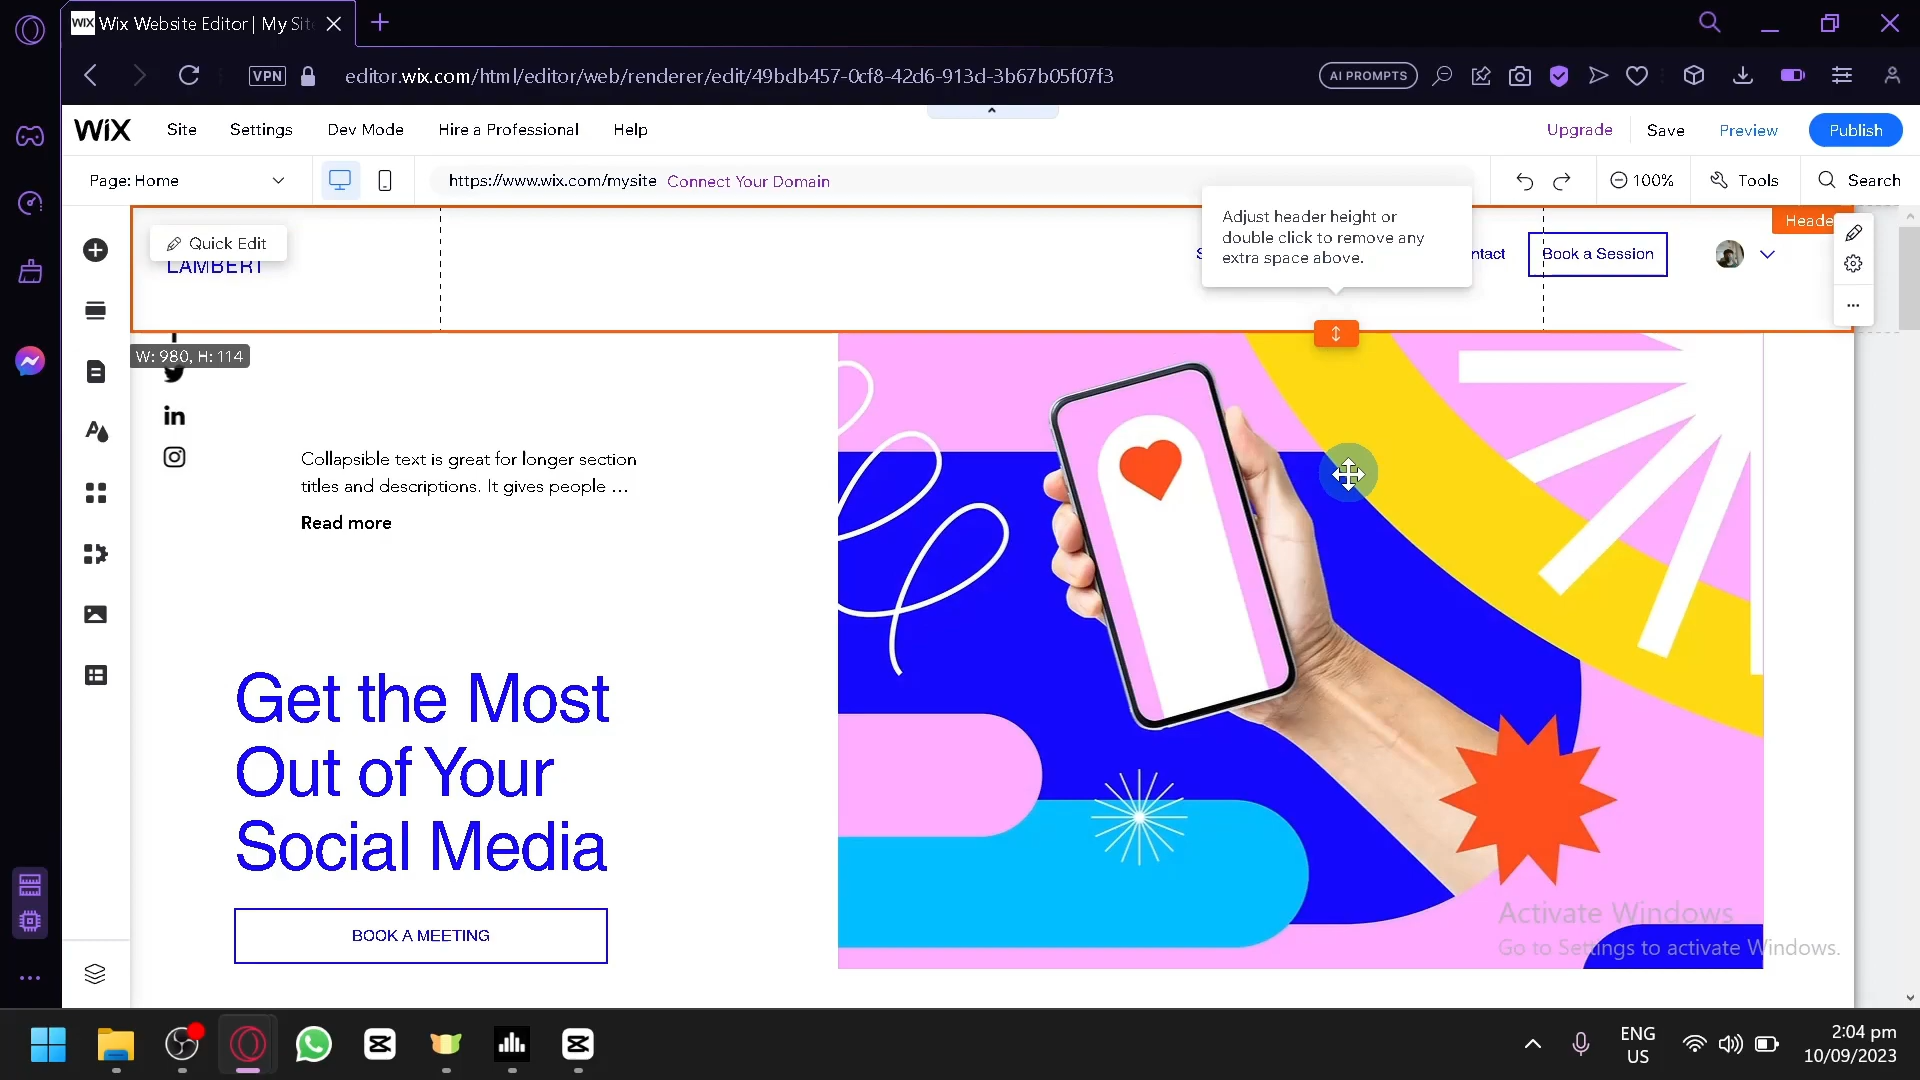 Wix Website Editor | My Sit
VPN
editor.wix.com/html/editor/web/renderer/edit/49bdb457-0cf8-42d6-913d-3b67b05f07f3
AI PROMPTS
WiX
Site
Settings
Dev Mode
Hire a Professional
Help
Upgrade
Save
Preview
Publish
Page: Home
https://www.wix.com/mysite Connect Your Domain
100%
Tools
Search
Quick Edit
LAMBERT
Adjust header height or
double click to remove any
extra space above.
S
ntact
Book a Session
Heade
W: 980, H: 114
Collapsible text is great for longer section
titles and descriptions. It gives people ...
Read more
Get the Most
Out of Your
Social Media
BOOK A MEETING
Activate Windows
Go to Settings to activate Windows.
ENG
US
2:04 pm
10/09/2023